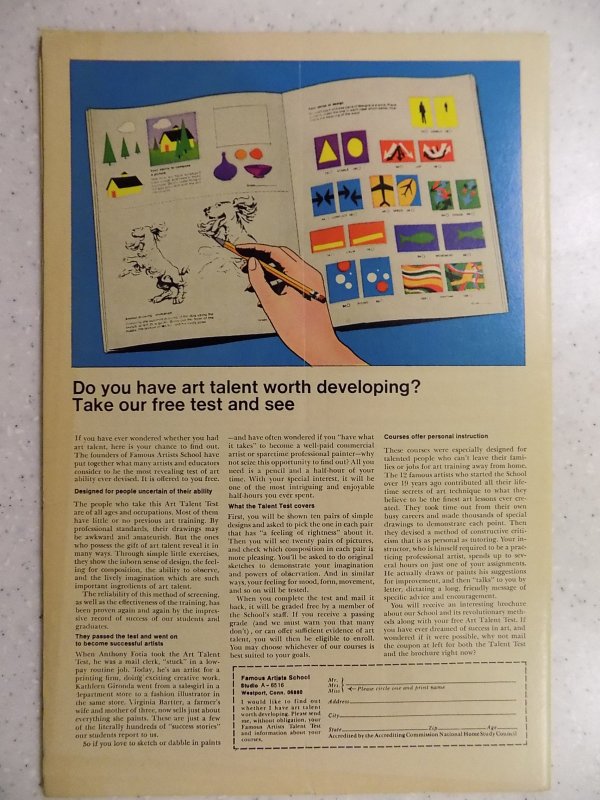 Do you have art talent worth developing?
Take our free test and see
If you have ever wondered whether you had
art talent, here is your chance to find out.
The founders of Famous Artists School have
put together what many artists and educators
consider to be the most revealing test of art
ability ever devised. It is offered to you free.
Designed for people uncertain of their ability
The people who take this Art Talent Test
are of all ages and occupations. Most of them
have little or no previous art training. By
professional standards, their drawings may
be awkward and amateurish. But the ones
who possess the gift of art talent reveal it in
many ways. Through simple little exercises,
they show the inborn sense of design, the feel-
ing for composition, the ability to observe,
and the lively imagination which are such
important ingredients of art talent.
The reliability of this method of screening,
as well as the effectiveness of the training, has
been proven again and again by the impres-
sive record of success of our students and
graduates.
They passed the test and went on
to become successful artists
When Anthony Fotia took the Art Talent
Test, he was a mail clerk, "stuck" in a low-
pay routine job. Today, he's an artist for a
printing firm, doing exciting creative work.
Kathleen Gironda went from a salesgirl in a
department store to a fashion illustrator in
the same store. Virginia Bartter, a farmer's
wife and mother of three, now sells just about
everything she paints. These are just a few
of the literally hundreds of "success stories"
our students report to us.
So if you love to sketch or dabble in paints
—and have often wondered if you "have what
it takes" to become a well-paid commercial
artist or sparetime professional painter—why
not seize this opportunity to find out? All you
need is a pencil and a half-hour of your
time. With your special interest, it will be
one of the most intriguing and enjoyable
half-hours you ever spent.
What the Talent Test covers
First, you will be shown ten pairs of simple
designs and asked to pick the one in each pair
that has "a feeling of rightness" about it.
Then you will see twenty pairs of pictures,
and check which composition in each pair is
more pleasing. You'll be asked to do original
sketches to demonstrate your imagination
and powers of observation. And in similar
ways, your feeling for mood, form, movement,
and so on will be tested.
When you complete the test and mail it
back, it will be graded free by a member of
the School's staff. If you receive a passing
grade (and we must warn you that many
don't), or can offer sufficient evidence of art
talent, you will then be eligible to enroll.
You may choose whichever of our courses is
best suited to your goals.
Courses offer personal instruction
These courses were especially designed for
talented people who can't leave their fami-
lies or jobs for art training away from home.
The 12 famous artists who started the School
over 19 years ago contributed all their life-
time secrets of art technique to what they
believe to be the finest art lessons ever cre-
ated. They took time out from their own
busy careers and made thousands of special
drawings to demonstrate each point. Then
they devised a method of constructive criti-
cism that is as personal as tutoring. Your in-
structor, who is himself required to be a prac-
ticing professional artist, spends up to sev-
eral hours on just one of your assignments.
He actually draws or paints his suggestions
for improvement, and then "talks" to you by
letter, dictating a long, friendly message of
specific advice and encouragement.
You will receive an interesting brochure
about our School and its revolutionary meth-
ods along with your free Art Talent Test. If
you have ever dreamed of success in art, and
wondered if it were possible, why not mail
the coupon at left for both the Talent Test
and the brochure right now?
Famous Artists School
Studio A-6516
Westport, Conn. 06880
I would like to find out
whether I have art talent
worth developing. Please send
me, without obligation, your
Famous Artists Talent Test
and information about your
courses.
Mr.
Mrs.
Miss
Please circle one and print name
Address
City
State Zip Age
Accredited by the Accrediting Commission National Home Study Council